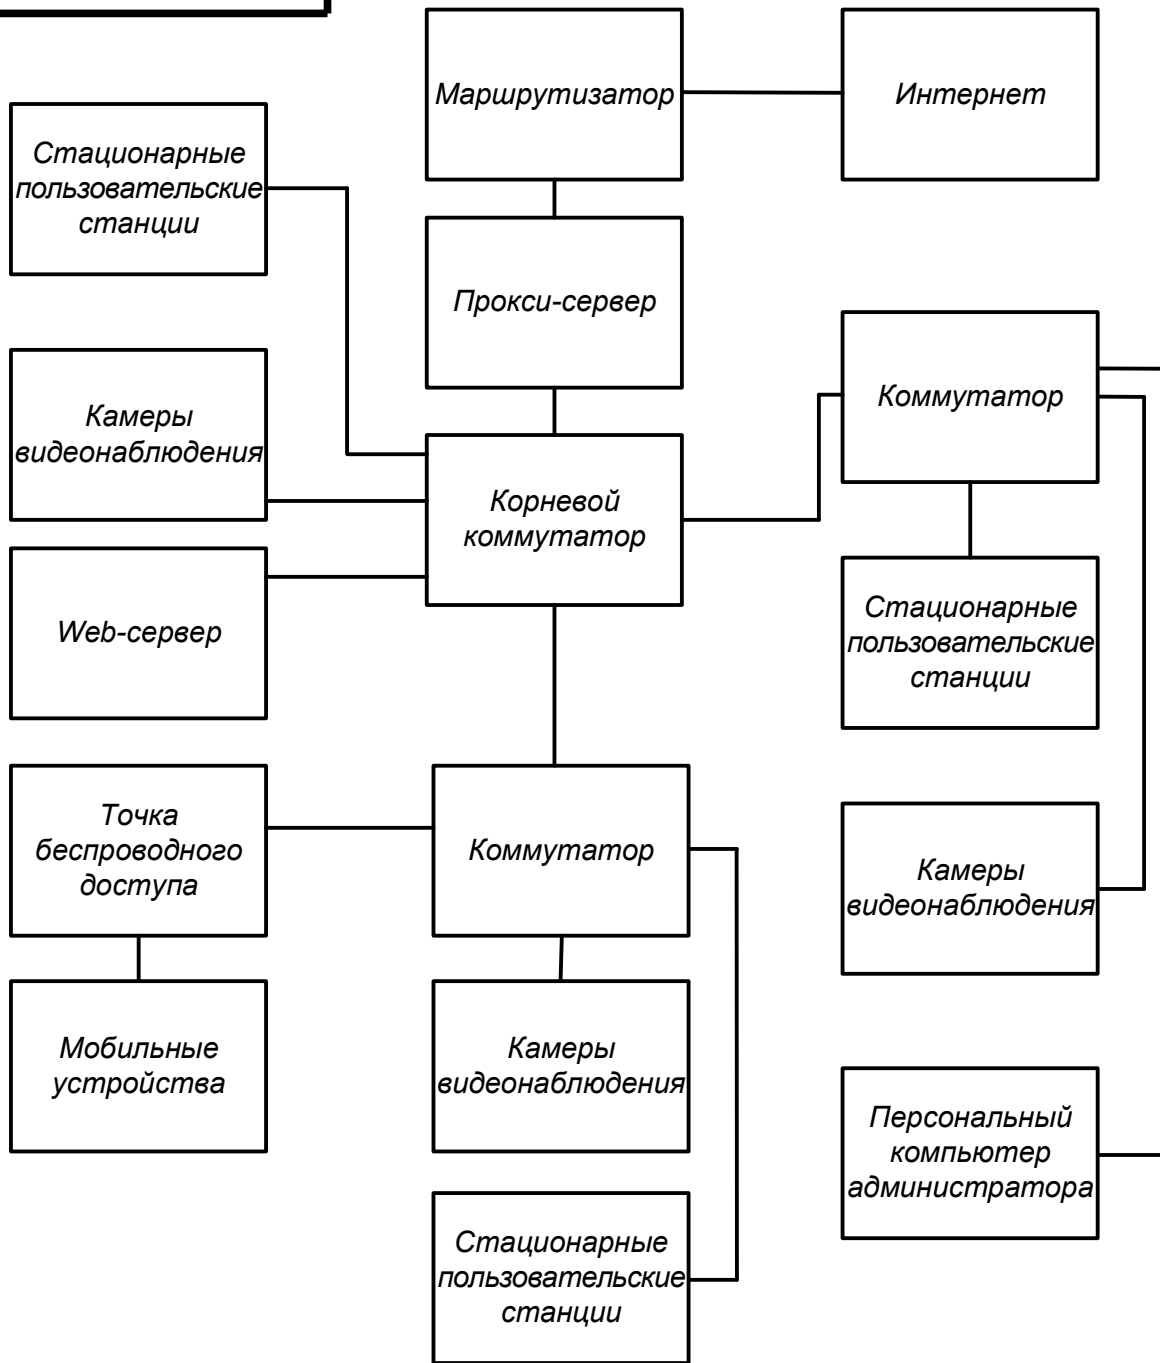 Маршрутизатор
Интернет
Стационарные
пользовательские
станции
Прокси-сервер
Камеры
видеонаблюдения
Коммутатор
Корневой
коммутатор
Web-сервер
Стационарные
пользовательские
станции
Точка
беспроводного
доступа
Коммутатор
Камеры
видеонаблюдения
Мобильные
устройства
Камеры
видеонаблюдения
Персональный
компьютер
администратора
Стационарные
пользовательские
станции